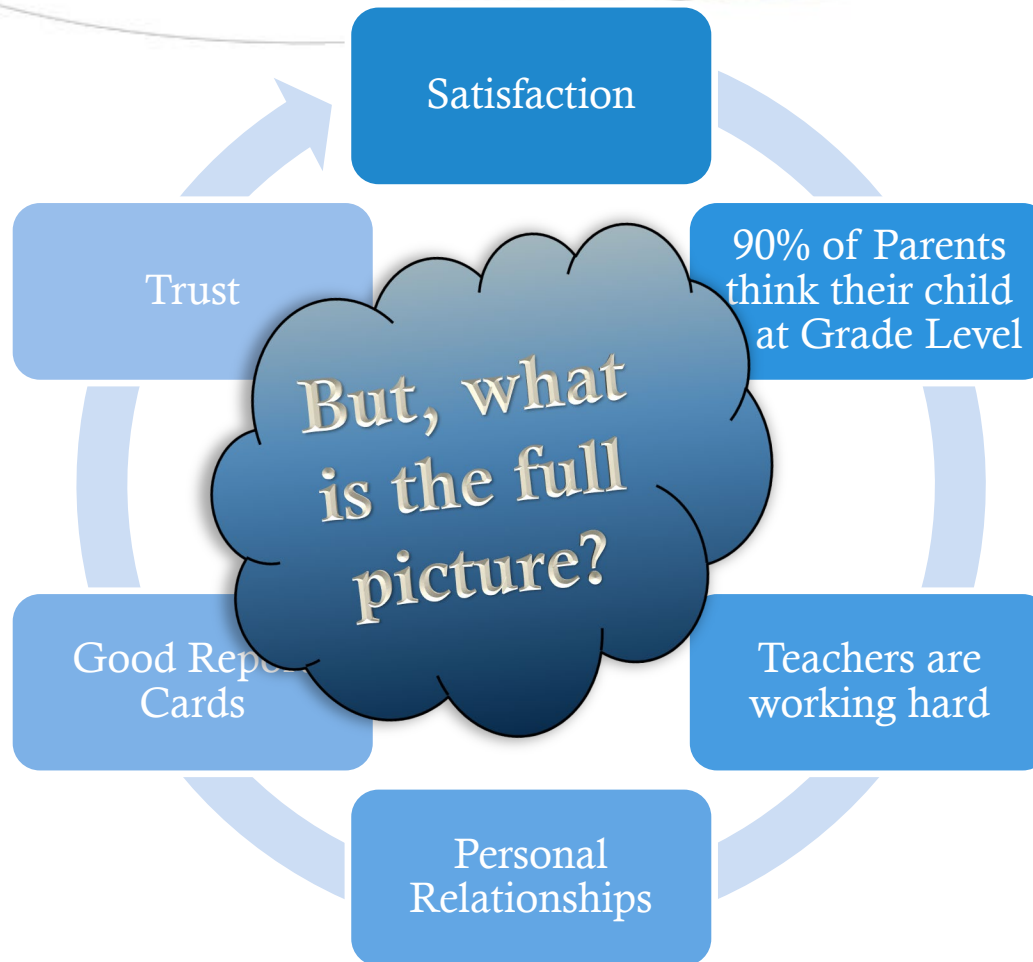 Satisfaction
90% of Parents
think their child
at Grade Level
Teachers are
working hard
Personal
Relationships
Good
Cards
Trust
But, what
is the full
picture?